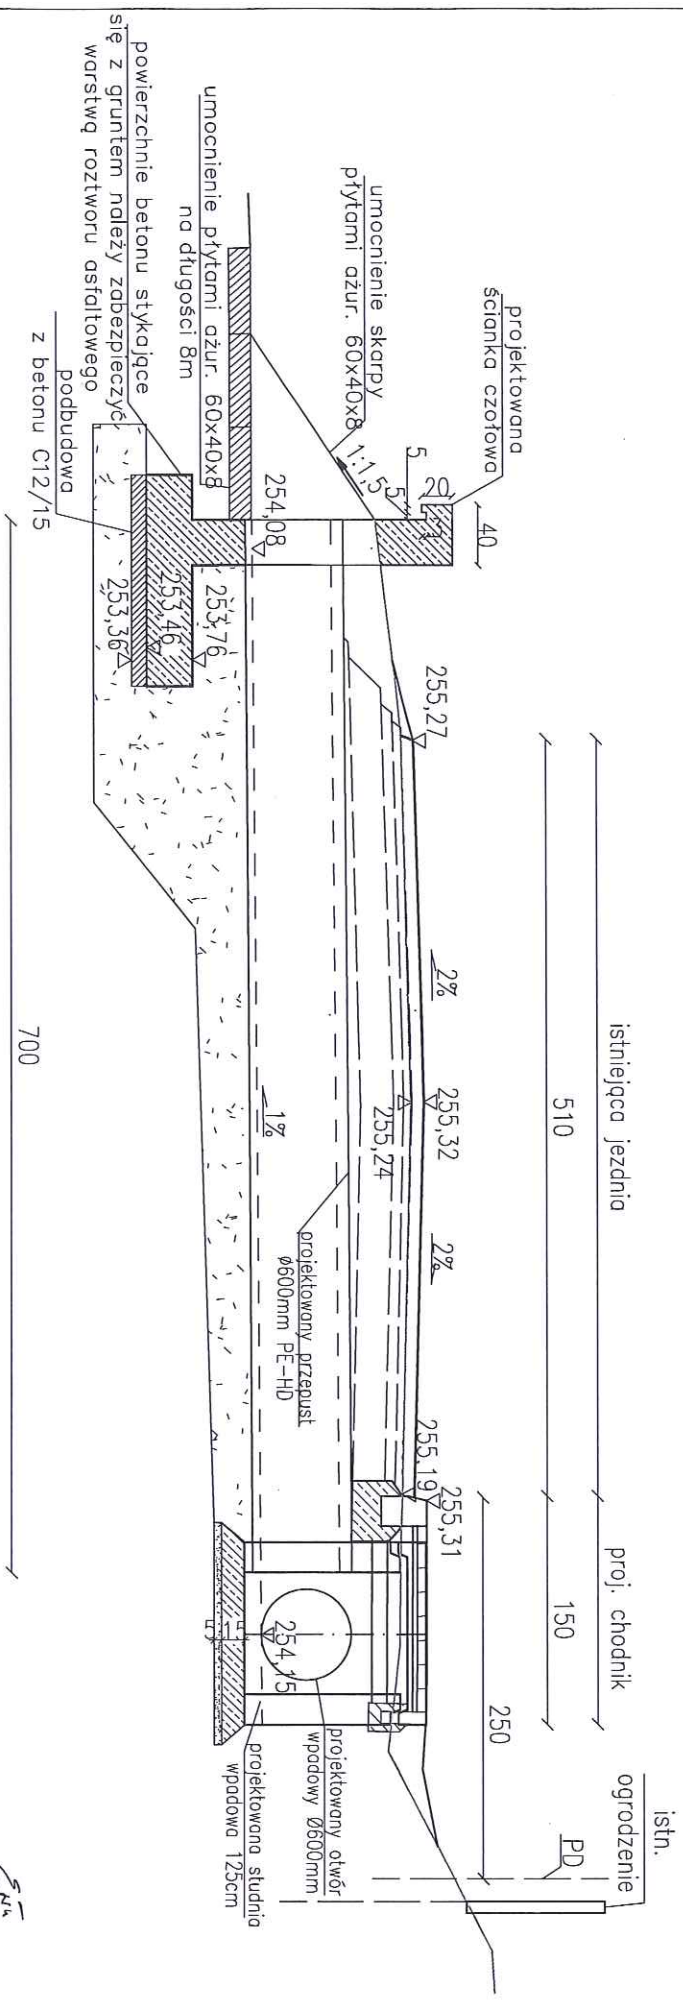 istn.
ogrodzenie
PD
istniejąca jezdnia
proj. chodnik
510
150
250
projektowana
ścianka czołowa
umocnienie skarpy
płytami ażur. 60x40x8
1:1,5
5
5
20
40
255,27
2%
255,32
255,24
2%
255,19
255,31
umocnienie płytami ażur. 60x40x8
na długości 8m
254,08
1%
projektowany przepust
Ø600mm PE-HD
254,15
projektowany otwór
wpadowy Ø600mm
projektowana studnia
wpadowa 125cm
powierzchnie betonu stykające
się z gruntem należy zabezpieczyć
warstwą roztworu asfaltowego
253,76
253,46
253,36
podbudowa
z betonu C12/15
15
700